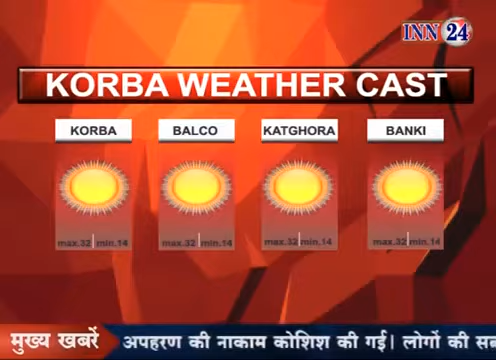 INN 24
KORBA WEATHER CAST
KORBA BALCO KATGHORA BANKI
max.32 min.14 max.32 min.14 max.32 min.14 max.32 min.14
मुख्य खबरें अपहरण की नाकाम कोशिश की गई। लोगों की सब